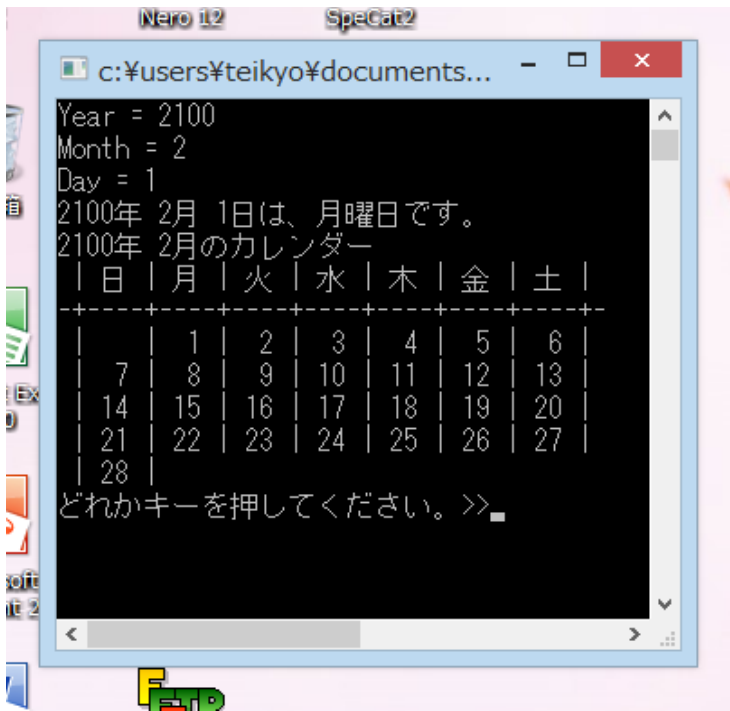 Nero 12
SpeCat2
c:¥users¥teikyo¥documents...
Year = 2100
Month = 2
Day = 1
2100年 2月 1日は、月曜日です。
2100年 2月のカレンダー
| 日 | 月 | 火 | 水 | 木 | 金 | 土 |
-+----+----+----+----+----+----+----+-
| | 1 | 2 | 3 | 4 | 5 | 6 |
| 7 | 8 | 9 | 10 | 11 | 12 | 13 |
| 14 | 15 | 16 | 17 | 18 | 19 | 20 |
| 21 | 22 | 23 | 24 | 25 | 26 | 27 |
| 28 |
どれかキーを押してください。>>